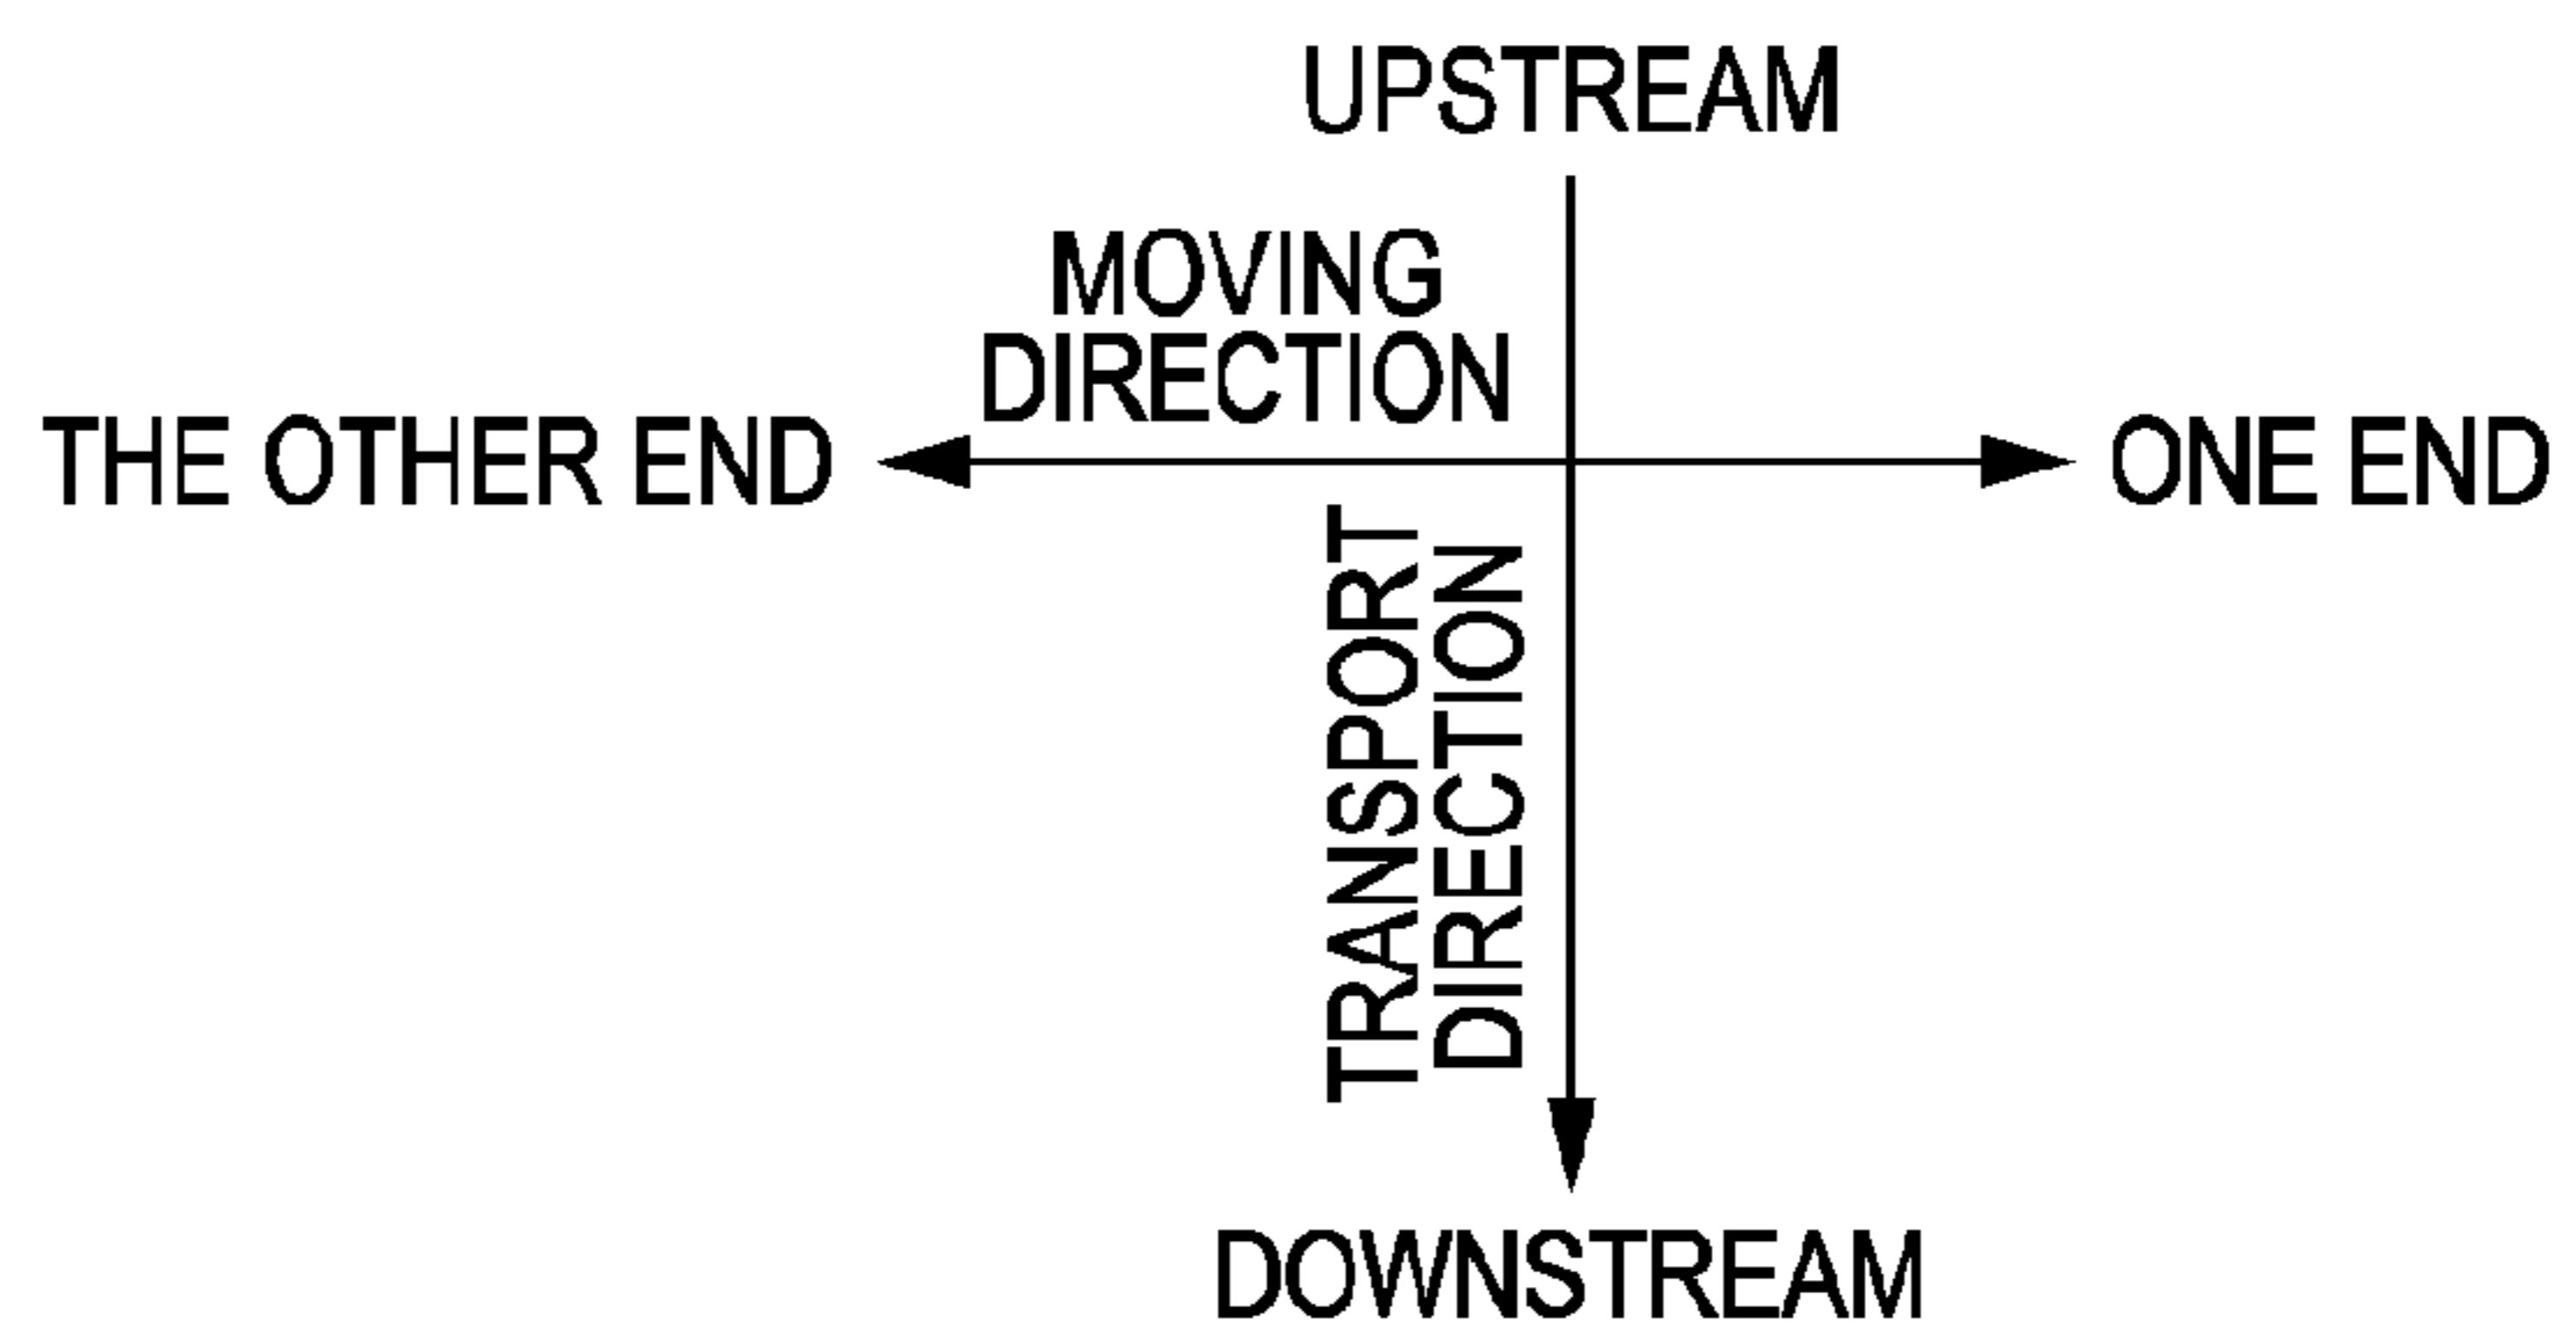 UPSTREAM
MOVING
DIRECTION
THE OTHER END
ONE END
TRANSPORT
DIRECTION
DOWNSTREAM